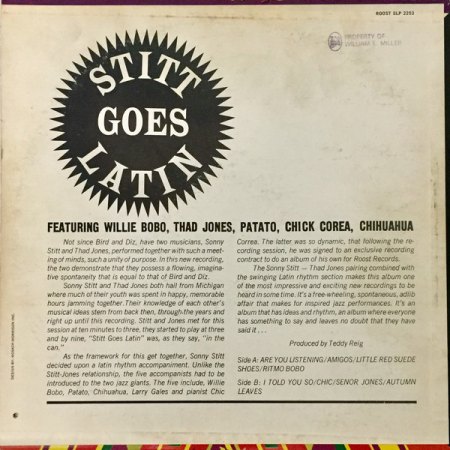 ROOST SLP 2253
PROPERTY OF
WILLIAM E. MILLER
STITT
GOES
LATIN
FEATURING WILLIE BOBO, THAD JONES, PATATO, CHICK COREA, CHIHUAHUA
Not since Bird and Diz, have two musicians, Sonny
Stitt and Thad Jones, performed together with such a meet-
ing of minds, such a unity of purpose. In this new recording,
the two demonstrate that they possess a flowing, imagina-
tive spontaneity that is equal to that of Bird and Diz.
Sonny Stitt and Thad Jones both hail from Michigan
where much of their youth was spent in happy, memorable
hours jamming together. Their knowledge of each other's
musical ideas stem from back then, through the years and
right up until this recording. Stitt and Jones met for this
session at ten minutes to three, they started to play at three
and by nine, "Stitt Goes Latin" was, as they say, "in the
can."
As the framework for this get together, Sonny Stitt
decided upon a latin rhythm accompaniment. Unlike the
Stitt-Jones relationship, the five accompanists had to be
introduced to the two jazz giants. The five include, Willie
Bobo, Patato, Chihuahua, Larry Gales and pianist Chic
Correa. The latter was so dynamic, that following the re-
cording session, he was signed to an exclusive recording
contract to do an album of his own for Roost Records.
The Sonny Stitt — Thad Jones pairing combined with
the swinging Latin rhythm section makes this album one
of the most impressive and exciting new recordings to be
heard in some time. It's a free-wheeling, spontaneous, adlib
affair that makes for inspired jazz performances. It's an
album that has ideas and rhythm, an album where everyone
has something to say and leaves no doubt that they have
said it . . .
Produced by Teddy Reig
Side A: ARE YOU LISTENING/AMIGOS/LITTLE RED SUEDE
SHOES/RITMO BOBO
Side B: I TOLD YOU SO/CHIC/SENOR JONES/AUTUMN
LEAVES